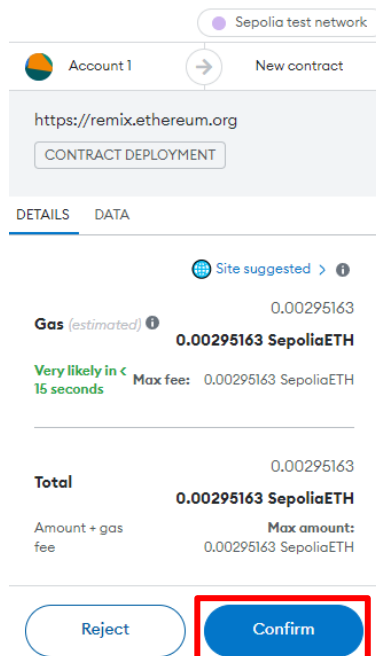 Sepolia test network
Account 1 New contract
https://remix.ethereum.org
CONTRACT DEPLOYMENT
DETAILS DATA
Site suggested >
0.00295163
Gas (estimated)
0.00295163 SepoliaETH
Very likely in <
15 seconds
Max fee: 0.00295163 SepoliaETH
0.00295163
Total
0.00295163 SepoliaETH
Amount + gas
fee
Max amount:
0.00295163 SepoliaETH
Reject Confirm